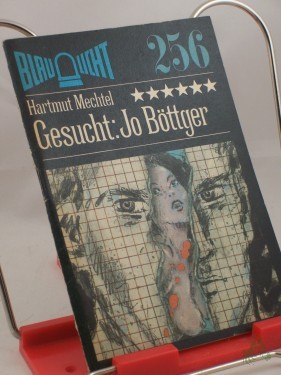 BLAULICHT
256
Hartmut Mechtel
Gesucht: Jo Böttger